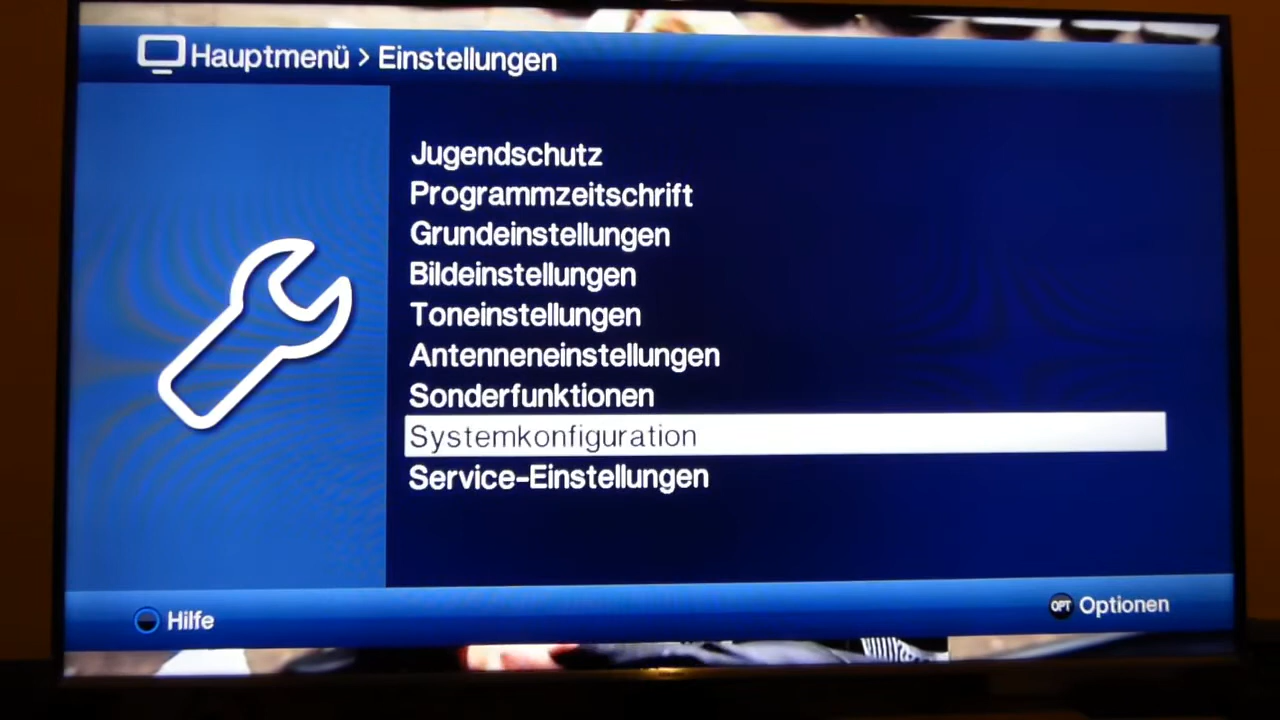 Hauptmenü > Einstellungen
Jugendschutz
Programmzeitschrift
Grundeinstellungen
Bildeinstellungen
Toneinstellungen
Antenneneinstellungen
Sonderfunktionen
Systemkonfiguration
Service-Einstellungen
Hilfe
OPT Optionen